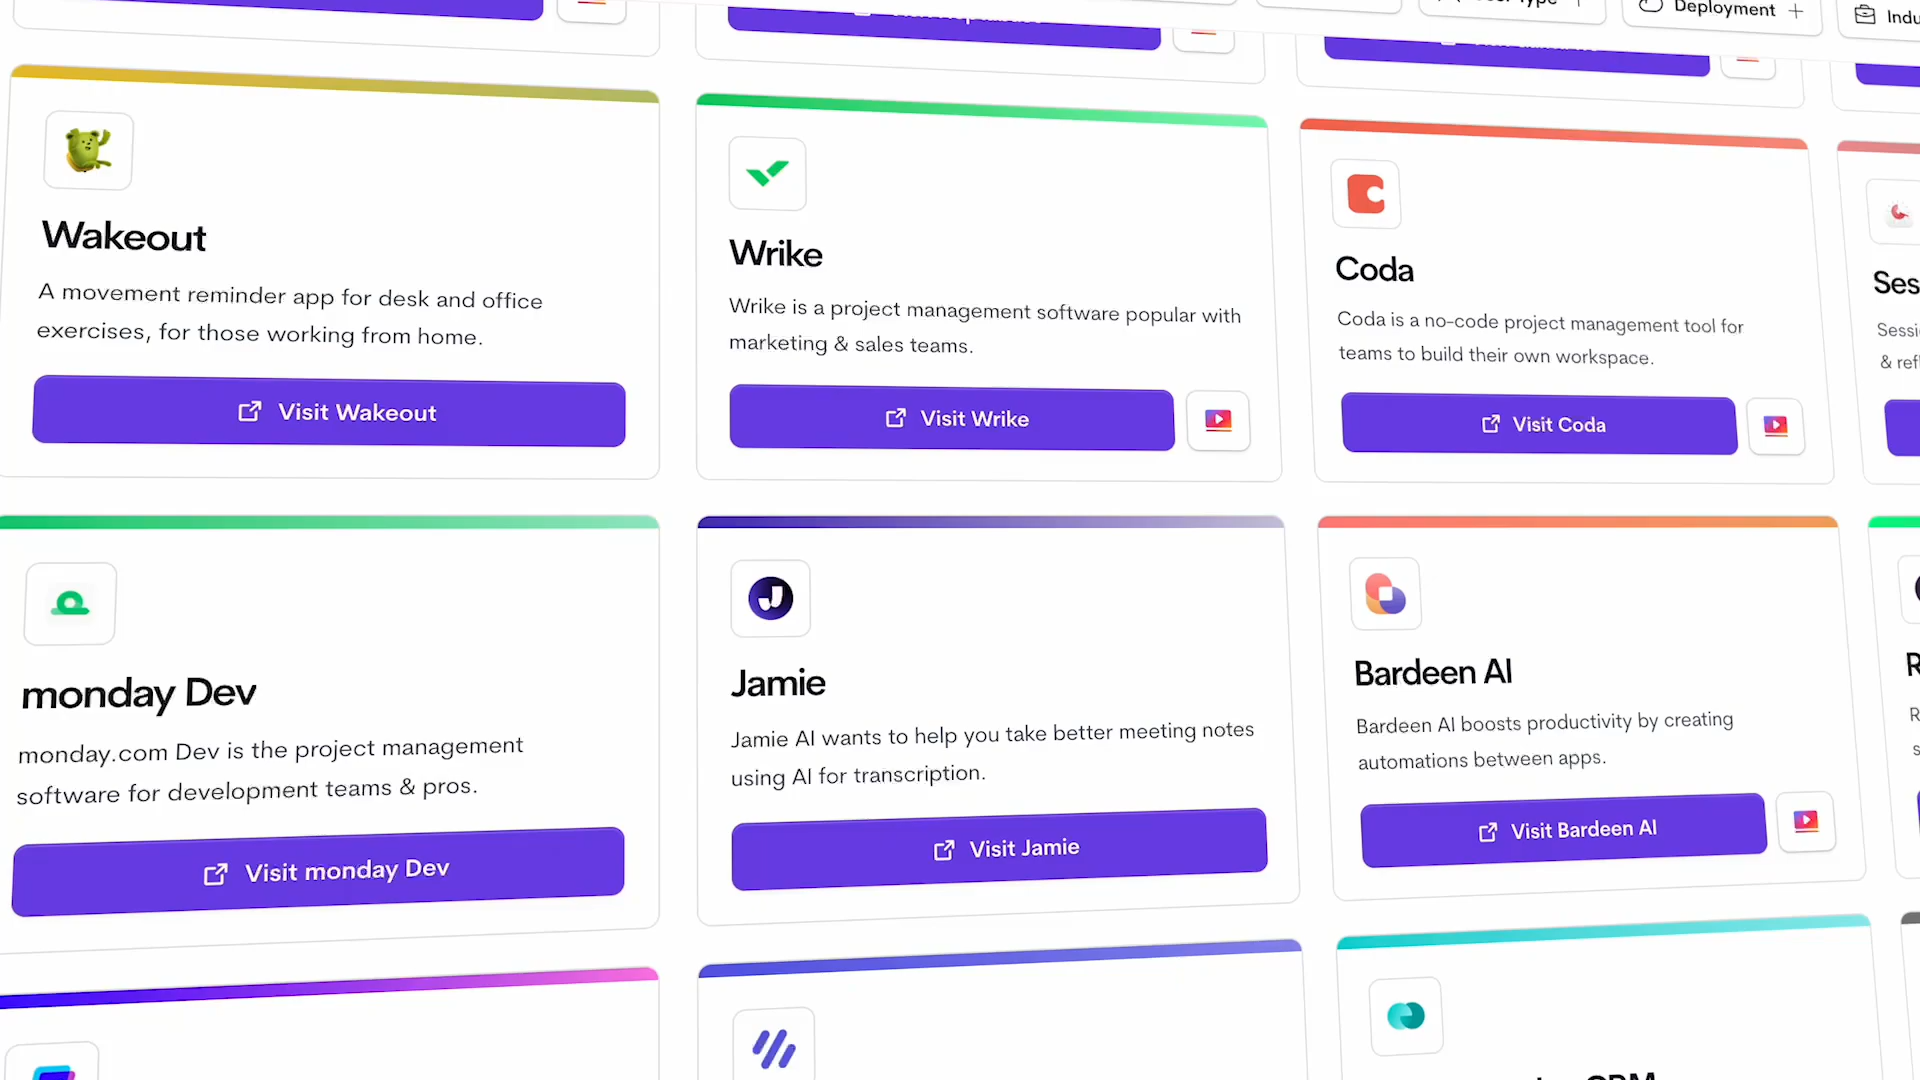 Deployment
Wakeout
A movement reminder app for desk and office
exercises, for those working from home.
Visit Wakeout
Wrike
Wrike is a project management software popular with
marketing & sales teams.
Visit Wrike
Coda
Coda is a no-code project management tool for
teams to build their own workspace.
Visit Coda
monday Dev
monday.com Dev is the project management
software for development teams & pros.
Visit monday Dev
Jamie
Jamie AI wants to help you take better meeting notes
using AI for transcription.
Visit Jamie
Bardeen AI
Bardeen AI boosts productivity by creating
automations between apps.
Visit Bardeen AI